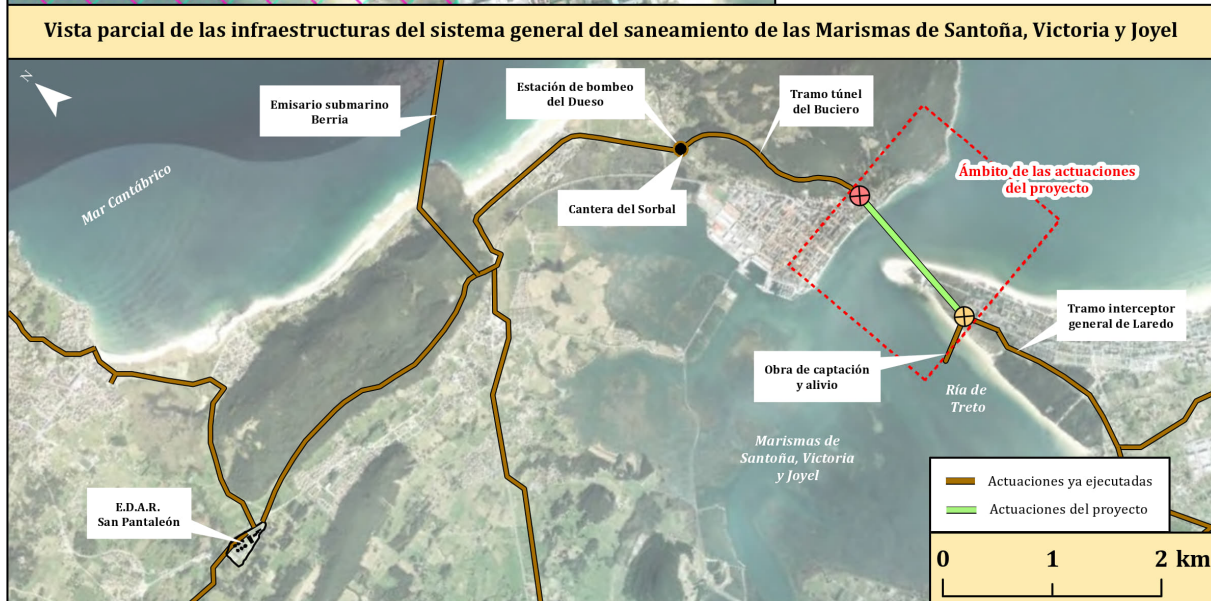 Vista parcial de las infraestructuras del sistema general del saneamiento de las Marismas de Santoña, Victoria y Joyel
N
Emisario submarino
Berria
Estación de bombeo
del Dueso
Tramo túnel
del Buciero
Mar Cantábrico
Cantera del Sorbal
Ámbito de las actuaciones
del proyecto
Tramo interceptor
general de Laredo
Obra de captación
y alivio
Ría de
Treto
Marismas de
Santoña, Victoria
y Joyel
E.D.A.R.
San Pantaleón
Actuaciones ya ejecutadas
Actuaciones del proyecto
0 1 2 km